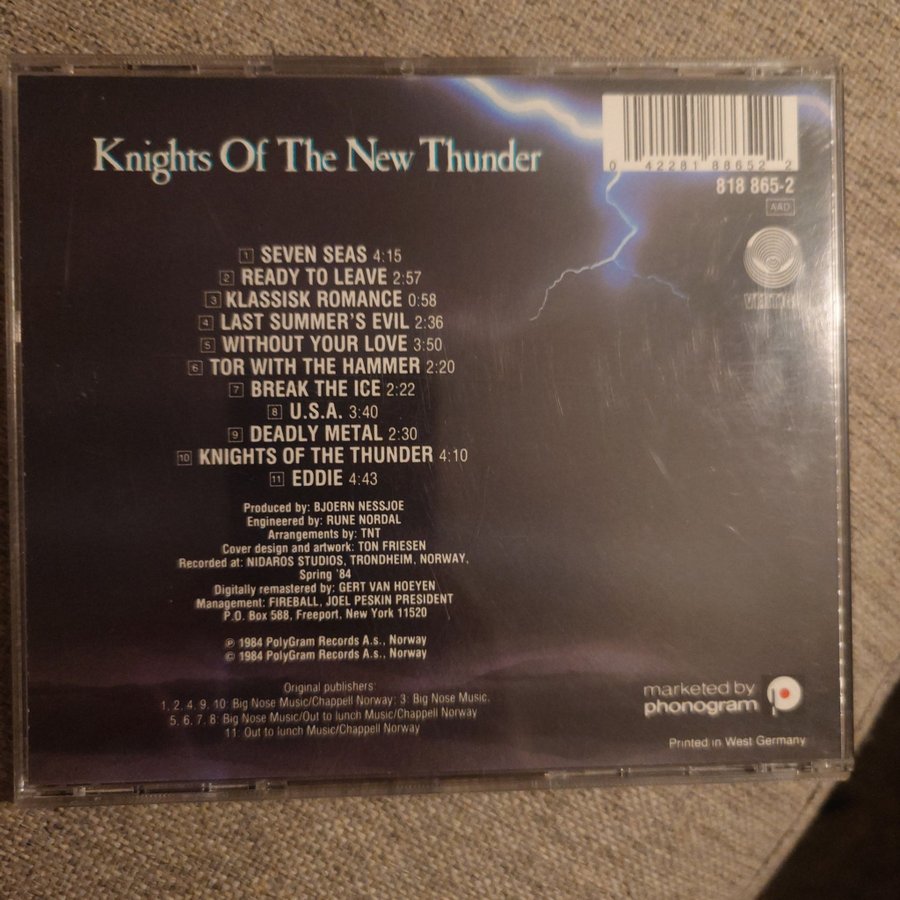 Knights Of The New Thunder
0 42281 88652 2
818 865-2
AAD
VERTIGO
1 SEVEN SEAS 4:15
2 READY TO LEAVE 2:57
3 KLASSISK ROMANCE 0:58
4 LAST SUMMER'S EVIL 2:36
5 WITHOUT YOUR LOVE 3:50
6 TOR WITH THE HAMMER 2:20
7 BREAK THE ICE 2:22
8 U.S.A. 3:40
9 DEADLY METAL 2:30
10 KNIGHTS OF THE THUNDER 4:10
11 EDDIE 4:43
Produced by: BJOERN NESSJOE
Engineered by: RUNE NORDAL
Arrangements by: TNT
Cover design and artwork: TON FRIESEN
Recorded at: NIDAROS STUDIOS, TRONDHEIM, NORWAY,
Spring '84
Digitally remastered by: GERT VAN HOEYEN
Management: FIREBALL, JOEL PESKIN PRESIDENT
P.O. Box 588, Freeport, New York 11520
℗ 1984 PolyGram Records A.s., Norway
© 1984 PolyGram Records A.s., Norway
Original publishers:
1, 2, 4, 9, 10: Big Nose Music/Chappell Norway; 3: Big Nose Music.
5, 6, 7, 8: Big Nose Music/Out to lunch Music/Chappell Norway
11: Out to lunch Music/Chappell Norway
marketed by
phonogram
Printed in West Germany